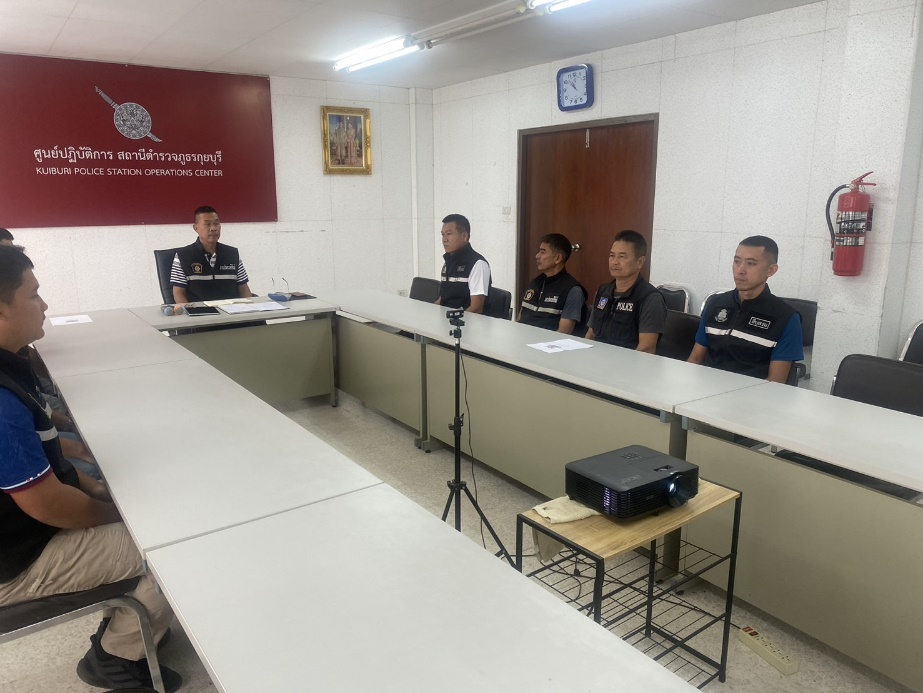 ศูนย์ปฏิบัติการ สถานีตำรวจภูธรกุยบุรี
KUIBURI POLICE STATION OPERATIONS CENTER
POLICE